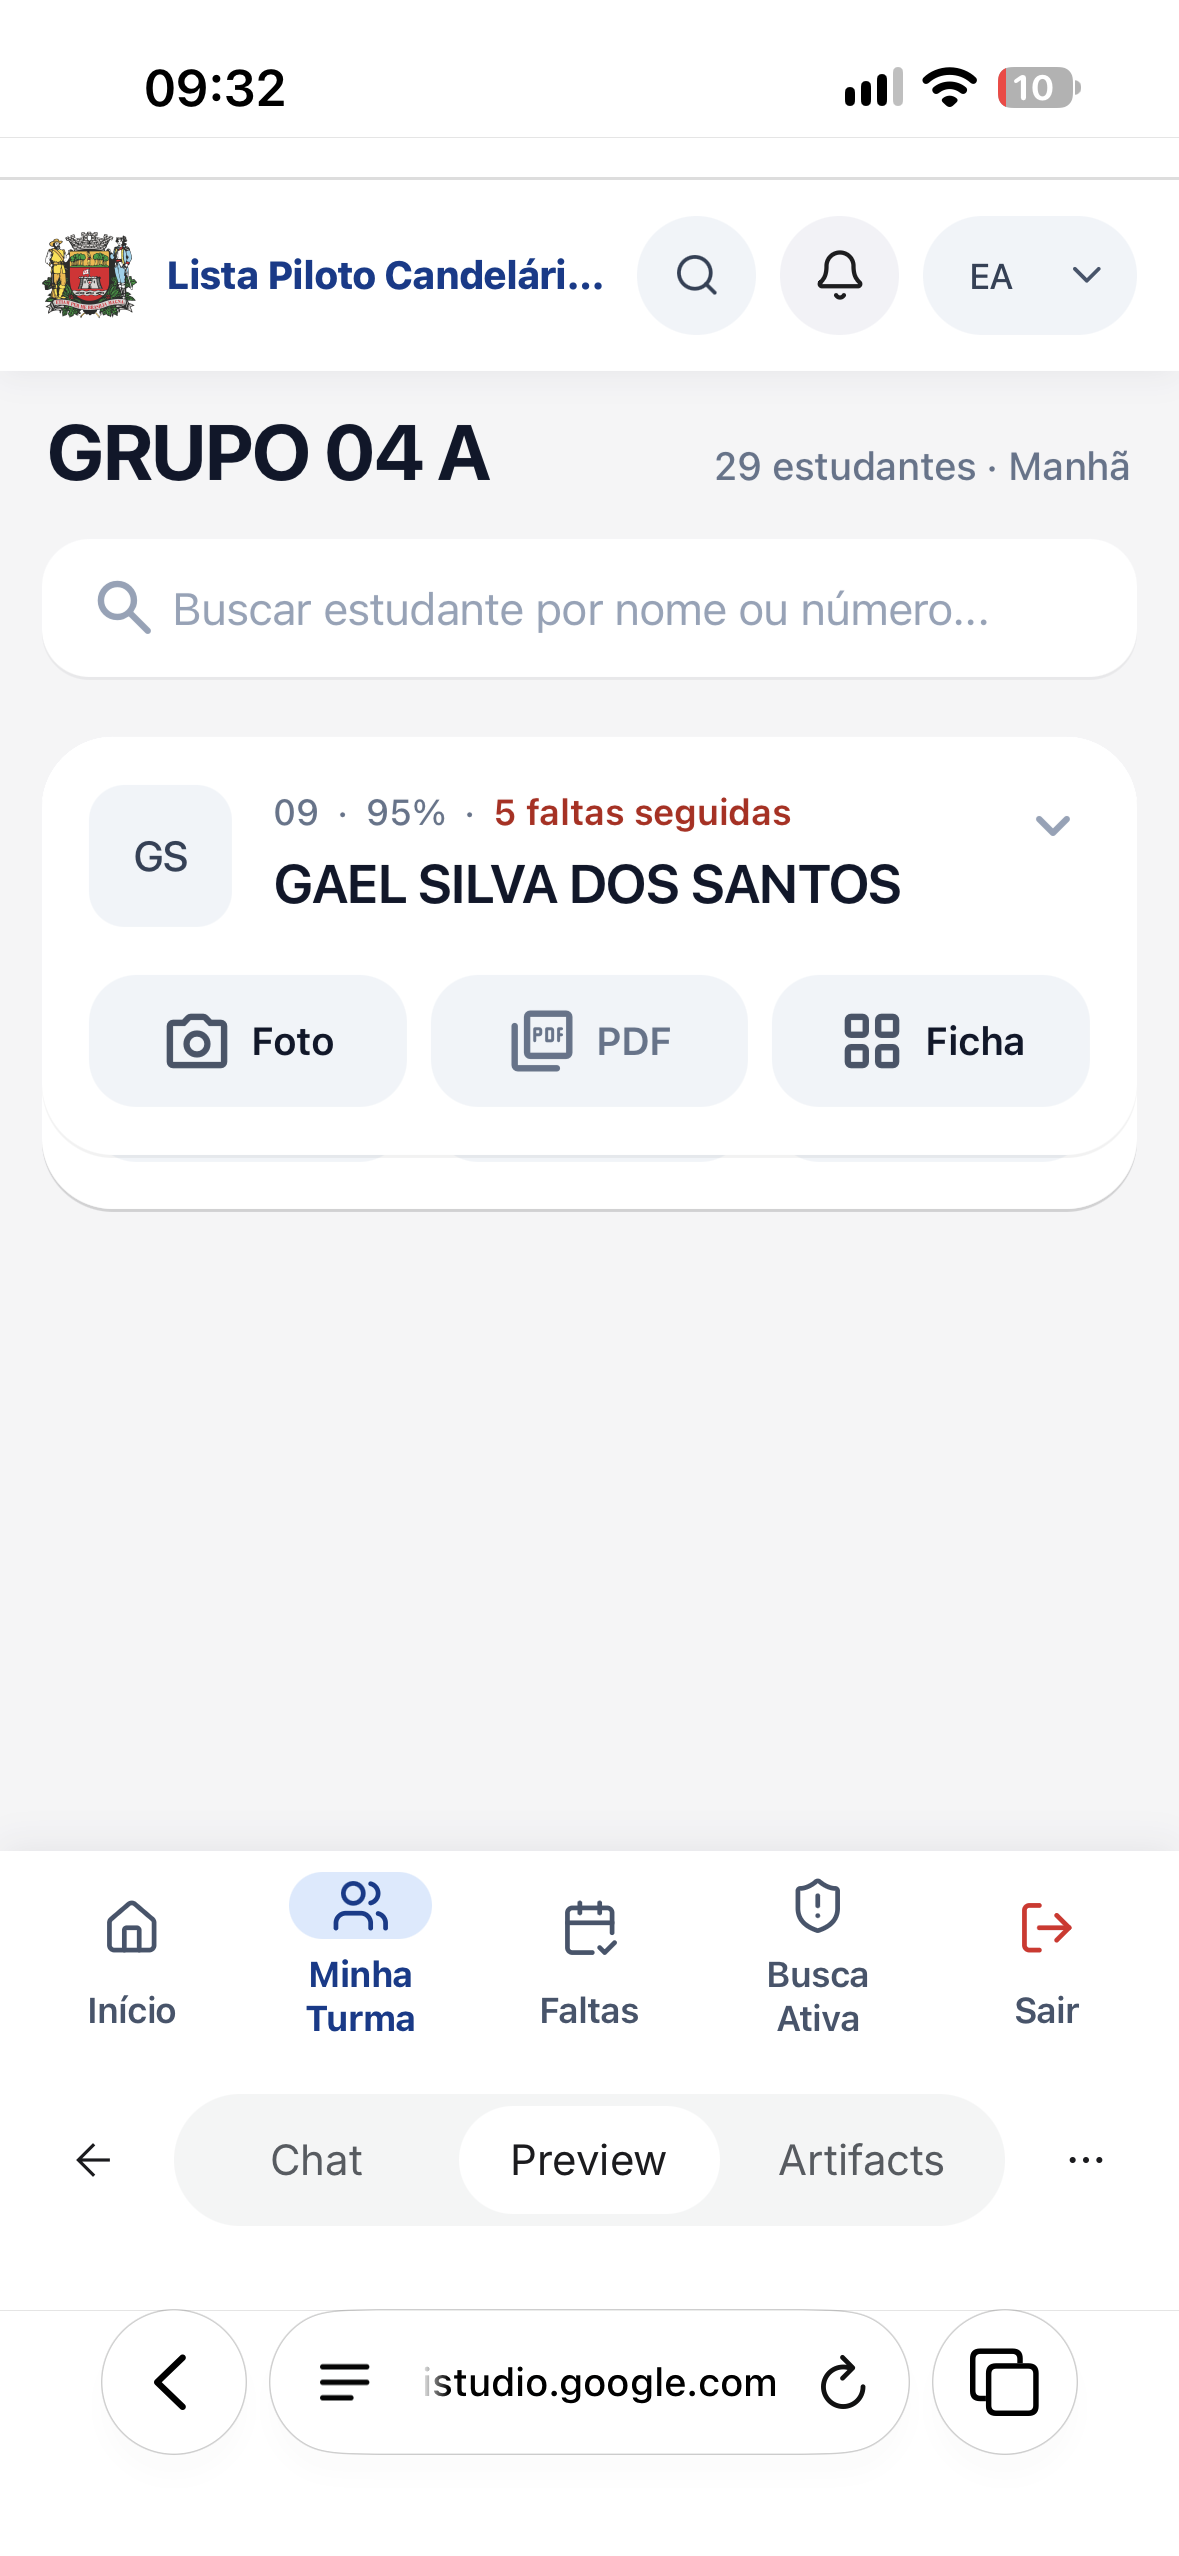 09:32
10
Lista Piloto Candelári...
EA
GRUPO 04 A
29 estudantes · Manhã
Buscar estudante por nome ou número...
GS
09 · 95% · 5 faltas seguidas
GAEL SILVA DOS SANTOS
Foto
PDF
PDF
Ficha
Início
Minha
Turma
Faltas
Busca
Ativa
Sair
Chat
Preview
Artifacts
istudio.google.com